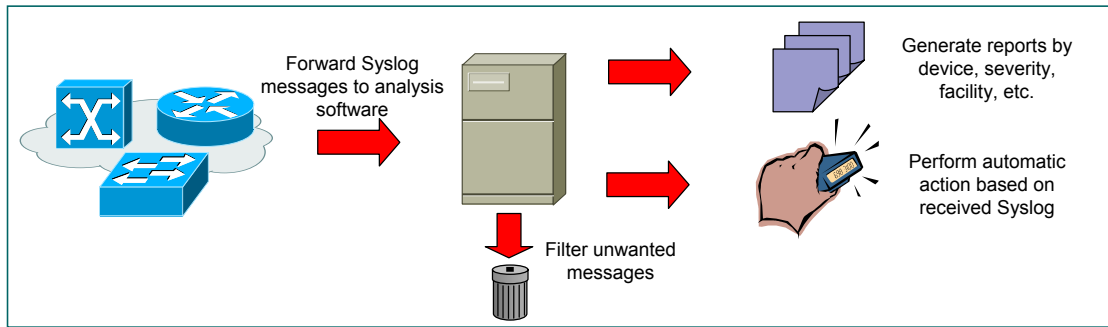 Forward Syslog
messages to analysis
software
Generate reports by
device, severity,
facility, etc.
Perform automatic
action based on
received Syslog
Filter unwanted
messages